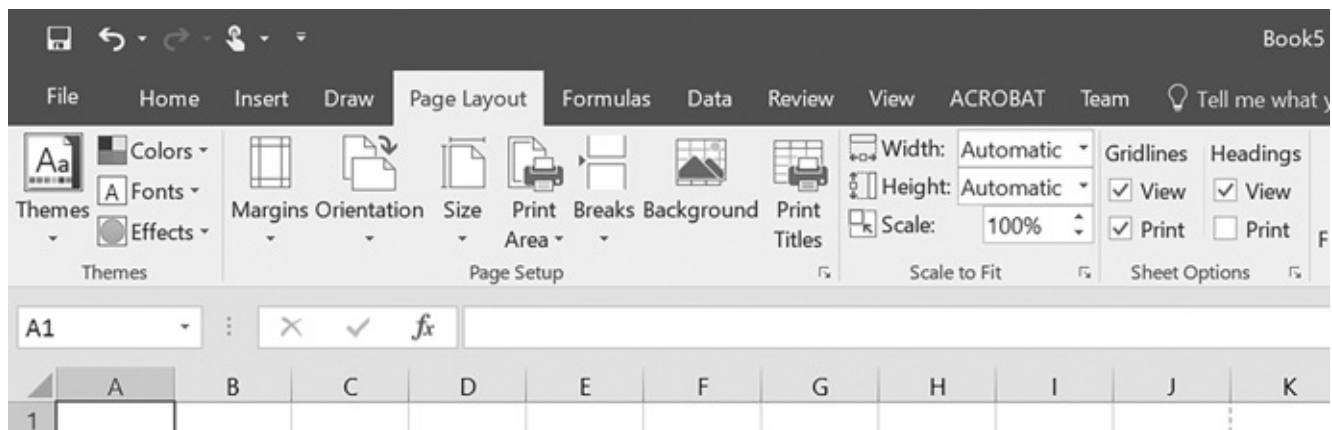 Book5
File Home Insert Draw Page Layout Formulas Data Review View ACROBAT Team Tell me what
Aa Colors Width: Automatic Gridlines Headings
A Fonts Height: Automatic View View
Themes Margins Orientation Size Print Breaks Background Print
Effects Area Titles Scale: 100% Print Print
Themes Page Setup Scale to Fit Sheet Options
A1 fx
A B C D E F G H I J K
1